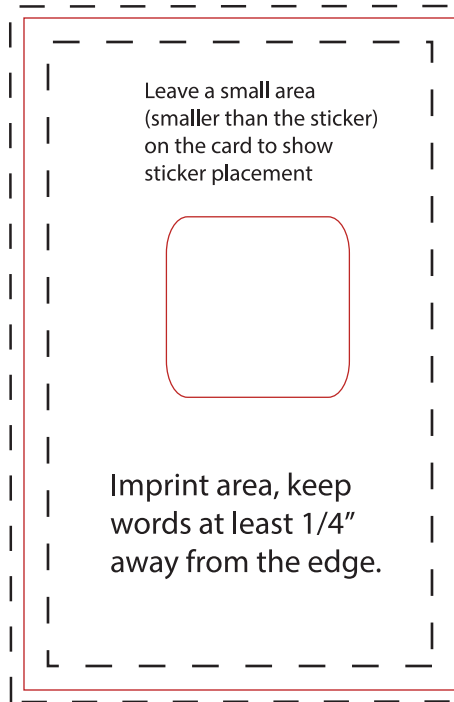 Leave a small area
(smaller than the sticker)
on the card to show
sticker placement
Imprint area, keep
words at least 1/4”
away from the edge.